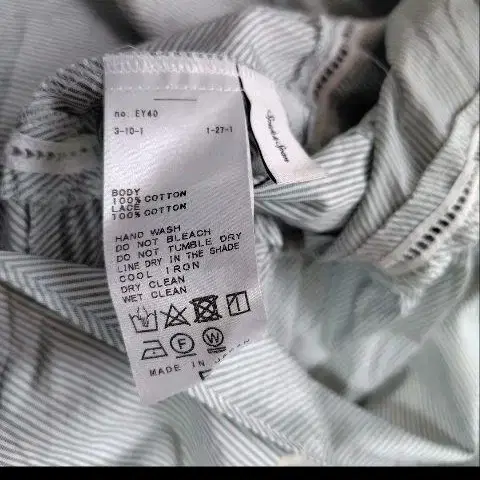 no. EY40
3-10-1 1-27-1
BODY
100% COTTON
LACE
100% COTTON
HAND WASH
DO NOT BLEACH
DO NOT TUMBLE DRY
LINE DRY IN THE SHADE
COOL IRON
DRY CLEAN
WET CLEAN
F W
MADE IN JAPAN